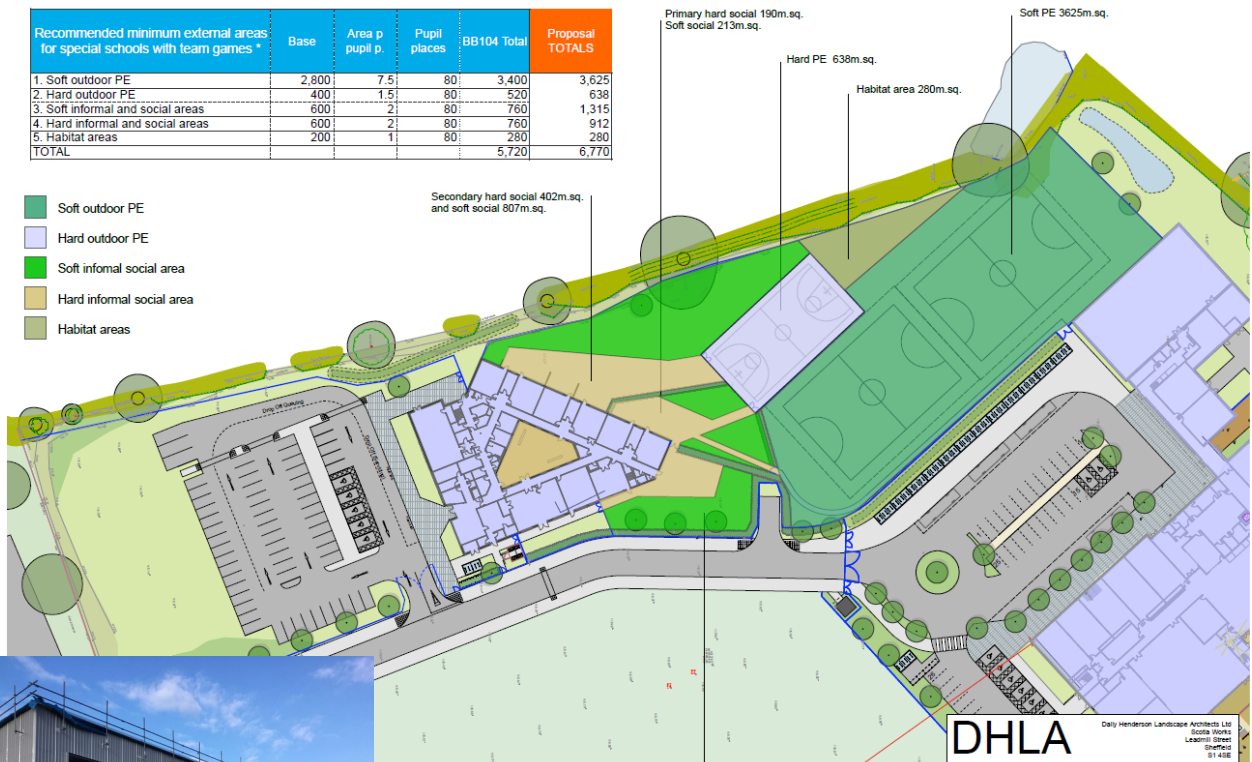 Recommended minimum external areas for special schools with team games * Base Area p pupil p. Pupil places BB104 Total Proposal TOTALS
1. Soft outdoor PE 2,800 7.5 80 3,400 3,625
2. Hard outdoor PE 400 1.5 80 520 638
3. Soft informal and social areas 600 2 80 760 1,315
4. Hard informal and social areas 600 2 80 760 912
5. Habitat areas 200 1 80 280 280
TOTAL 5,720 6,770
Primary hard social 190m.sq.
Soft social 213m.sq.
Soft PE 3625m.sq.
Hard PE 638m.sq.
Habitat area 280m.sq.
Secondary hard social 402m.sq.
and soft social 807m.sq.
Soft outdoor PE
Hard outdoor PE
Soft infomal social area
Hard informal social area
Habitat areas
Drop Off Queuing
DHLA
Daily Henderson Landscape Architects Ltd
Scotia Works
Leadmill Street
Sheffield
S1 4SE